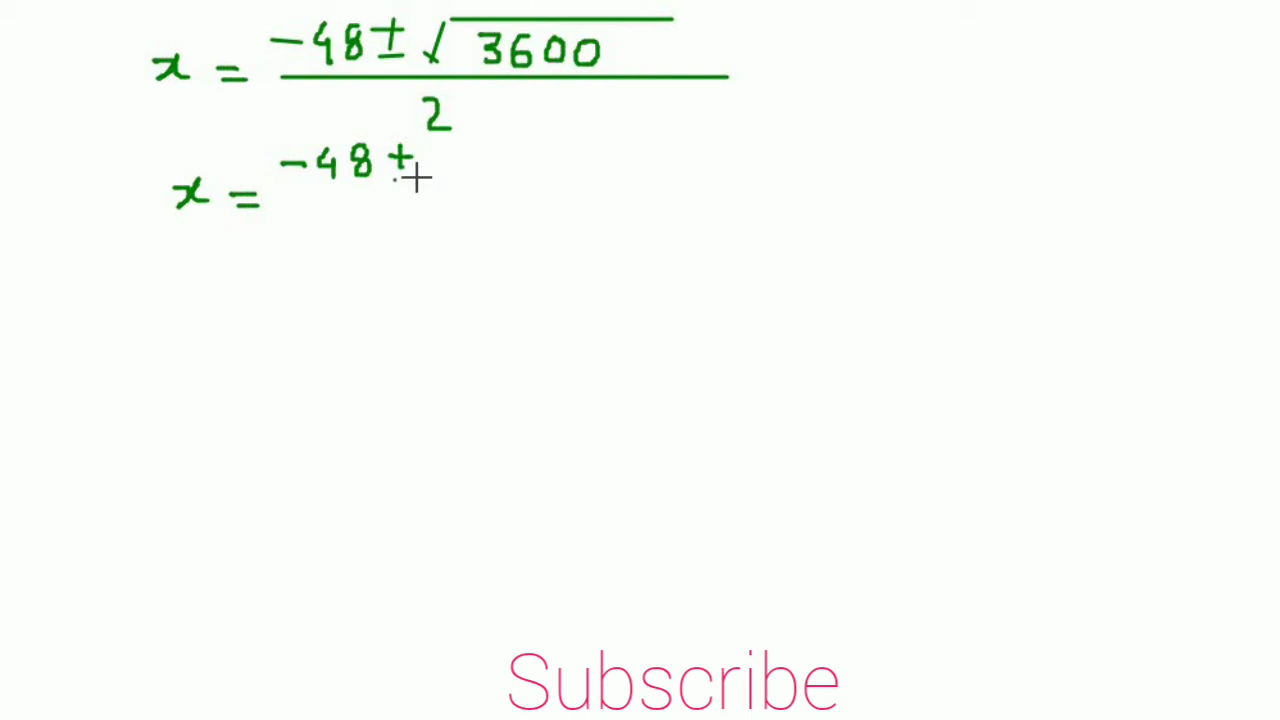 x = -48 ± √3600
2
x = -48 +
Subscribe